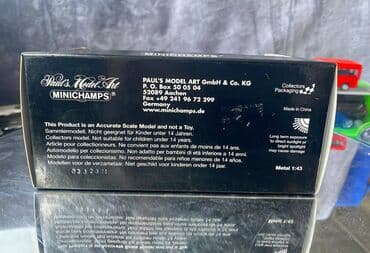 Paul's Model Art
MINICHAMPS®
PAUL'S MODEL ART GmbH & Co. KG
P. O. Box 50 05 04
52089 Aachen
Fax +49 241 96 72 299
Germany
www.minichamps.de
Collectors
Packaging
Made in China
This Product is an Accurate Scale Model and not a Toy.
Sammlermodell. Nicht geeignet für Kinder unter 14 Jahren.
Collectors model. Not suitable for children under 14 years.
Article pour collectionneurs. Ne convient pas aux enfants de moins de 14 ans.
Automodello per collezionismo. Non adatto per bambini di età inferiore a 14 anni.
Modelo para coleccionistas. No recomendable para niños menores de 14 años.
Modellen voor de verzamelaar. Niet geschikt voor kinderen onder 14 jaar.
Long term exposure
to direct sunlight or
bright spotlight
may cause damage
Metal 1:43